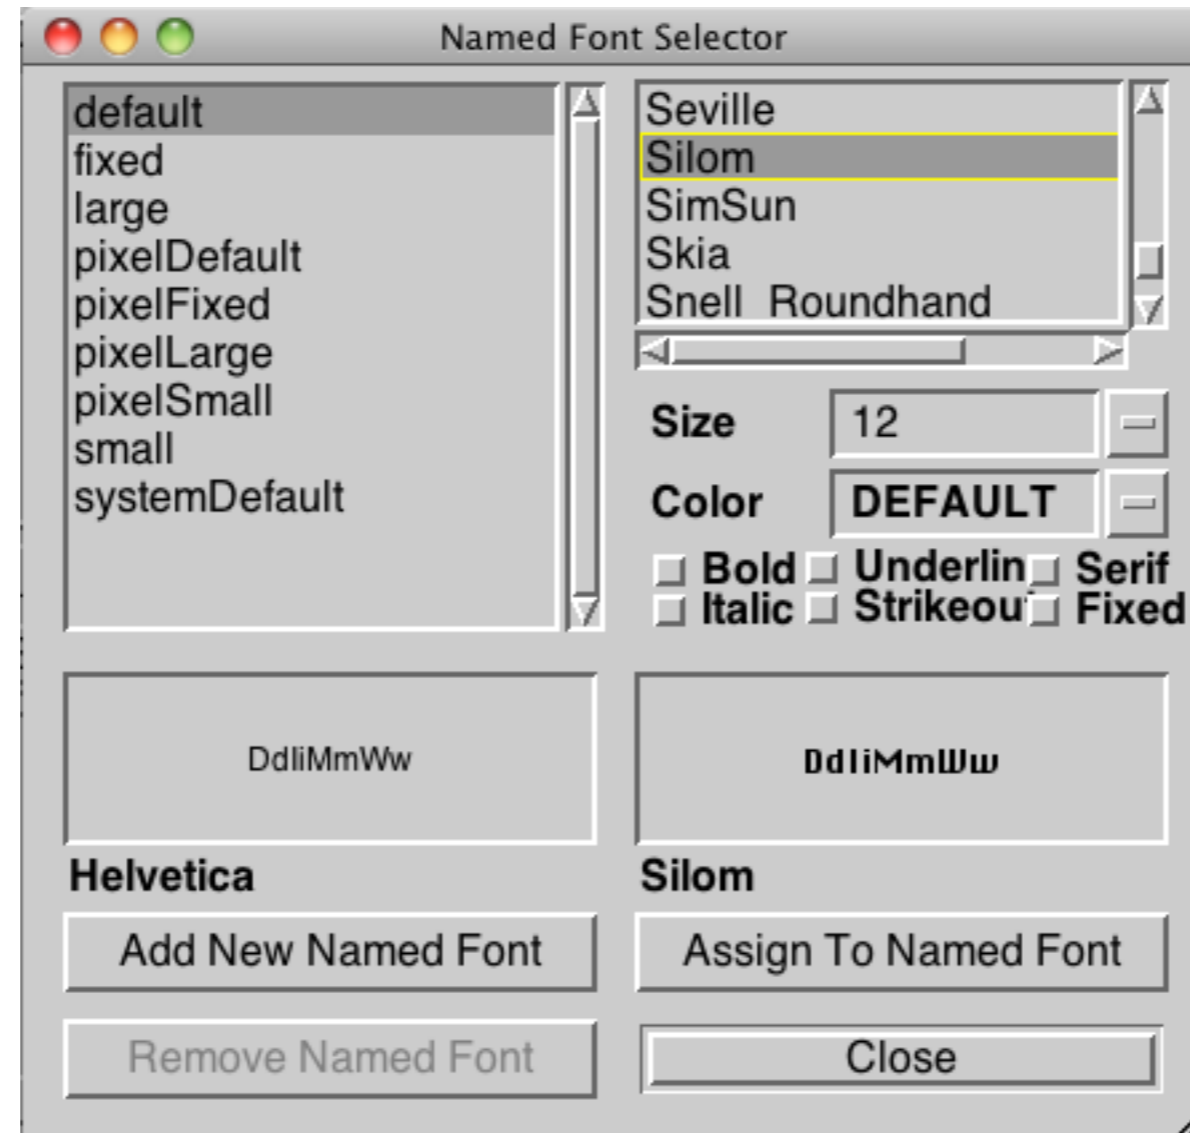 Named Font Selector
default
fixed
large
pixelDefault
pixelFixed
pixelLarge
pixelSmall
small
systemDefault
Seville
Silom
SimSun
Skia
Snell Roundhand
Size 12
Color DEFAULT
Bold Underlin Serif
Italic Strikeou Fixed
DdIiMmWw
DdIiMmWw
Helvetica
Silom
Add New Named Font
Assign To Named Font
Remove Named Font
Close